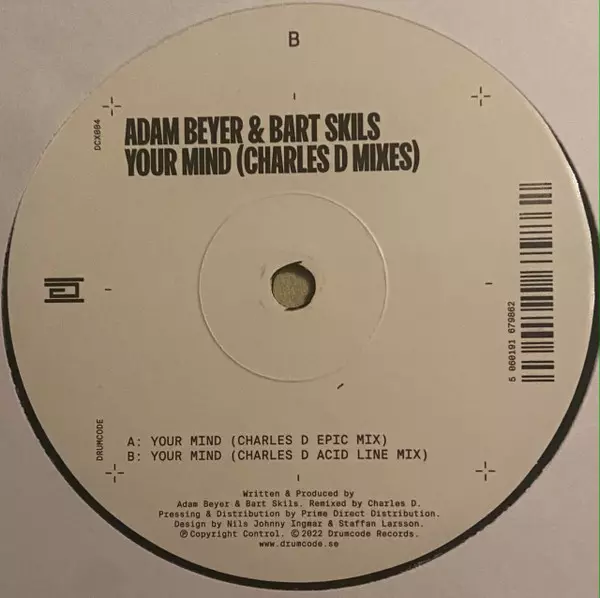 B
DCX004
ADAM BEYER & BART SKILS
YOUR MIND (CHARLES D MIXES)
5 060191 679862
DRUMCODE
A: YOUR MIND (CHARLES D EPIC MIX)
B: YOUR MIND (CHARLES D ACID LINE MIX)
Written & Produced by
Adam Beyer & Bart Skils. Remixed by Charles D.
Pressing & Distribution by Prime Direct Distribution.
Design by Nils Johnny Ingmar & Staffan Larsson.
℗ Copyright Control. © 2022 Drumcode Records.
www.drumcode.se